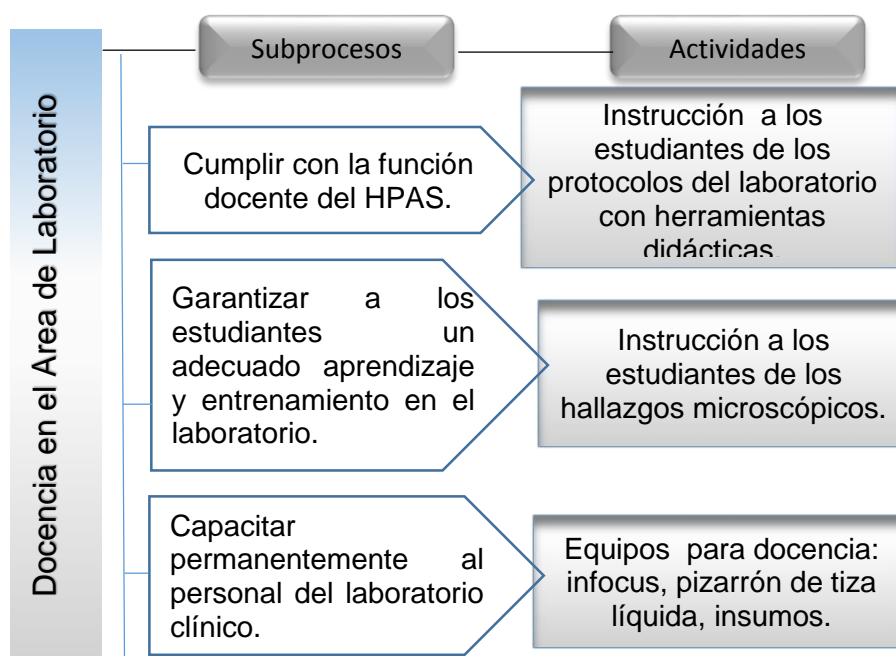 Docencia en el Area de Laboratorio
Subprocesos
Actividades
Cumplir con la función
docente del HPAS.
Instrucción a los
estudiantes de los
protocolos del laboratorio
con herramientas
didácticas.
Garantizar a los
estudiantes un
adecuado aprendizaje
y entrenamiento en el
laboratorio.
Instrucción a los
estudiantes de los
hallazgos microscópicos.
Capacitar
permanentemente al
personal del laboratorio
clínico.
Equipos para docencia:
infocus, pizarrón de tiza
líquida, insumos.